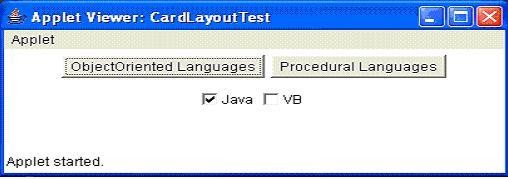 Applet Viewer: CardLayoutTest
Applet
ObjectOriented Languages Procedural Languages
Java VB
Applet started.